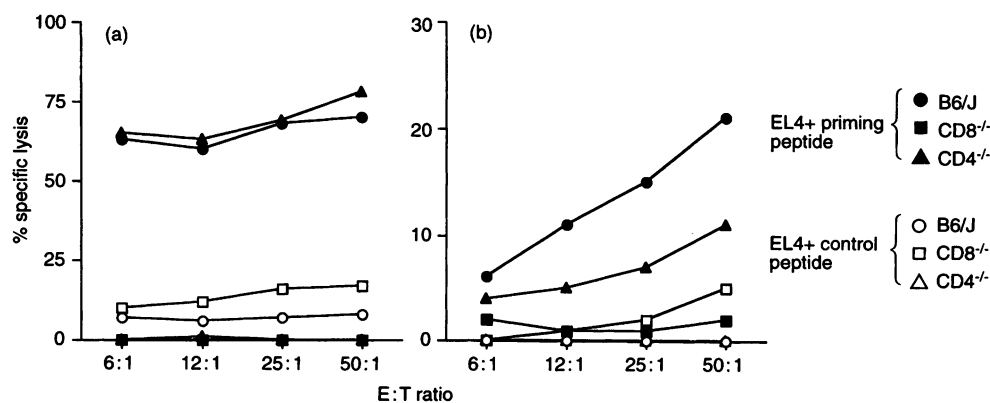 (a)
(b)
100
75
50
25
0
% specific lysis
6:1
12:1
25:1
50:1
30
20
10
0
6:1
12:1
25:1
50:1
E:T ratio
EL4+ priming
peptide
B6/J
CD8-/-
CD4-/-
EL4+ control
peptide
B6/J
CD8-/-
CD4-/-